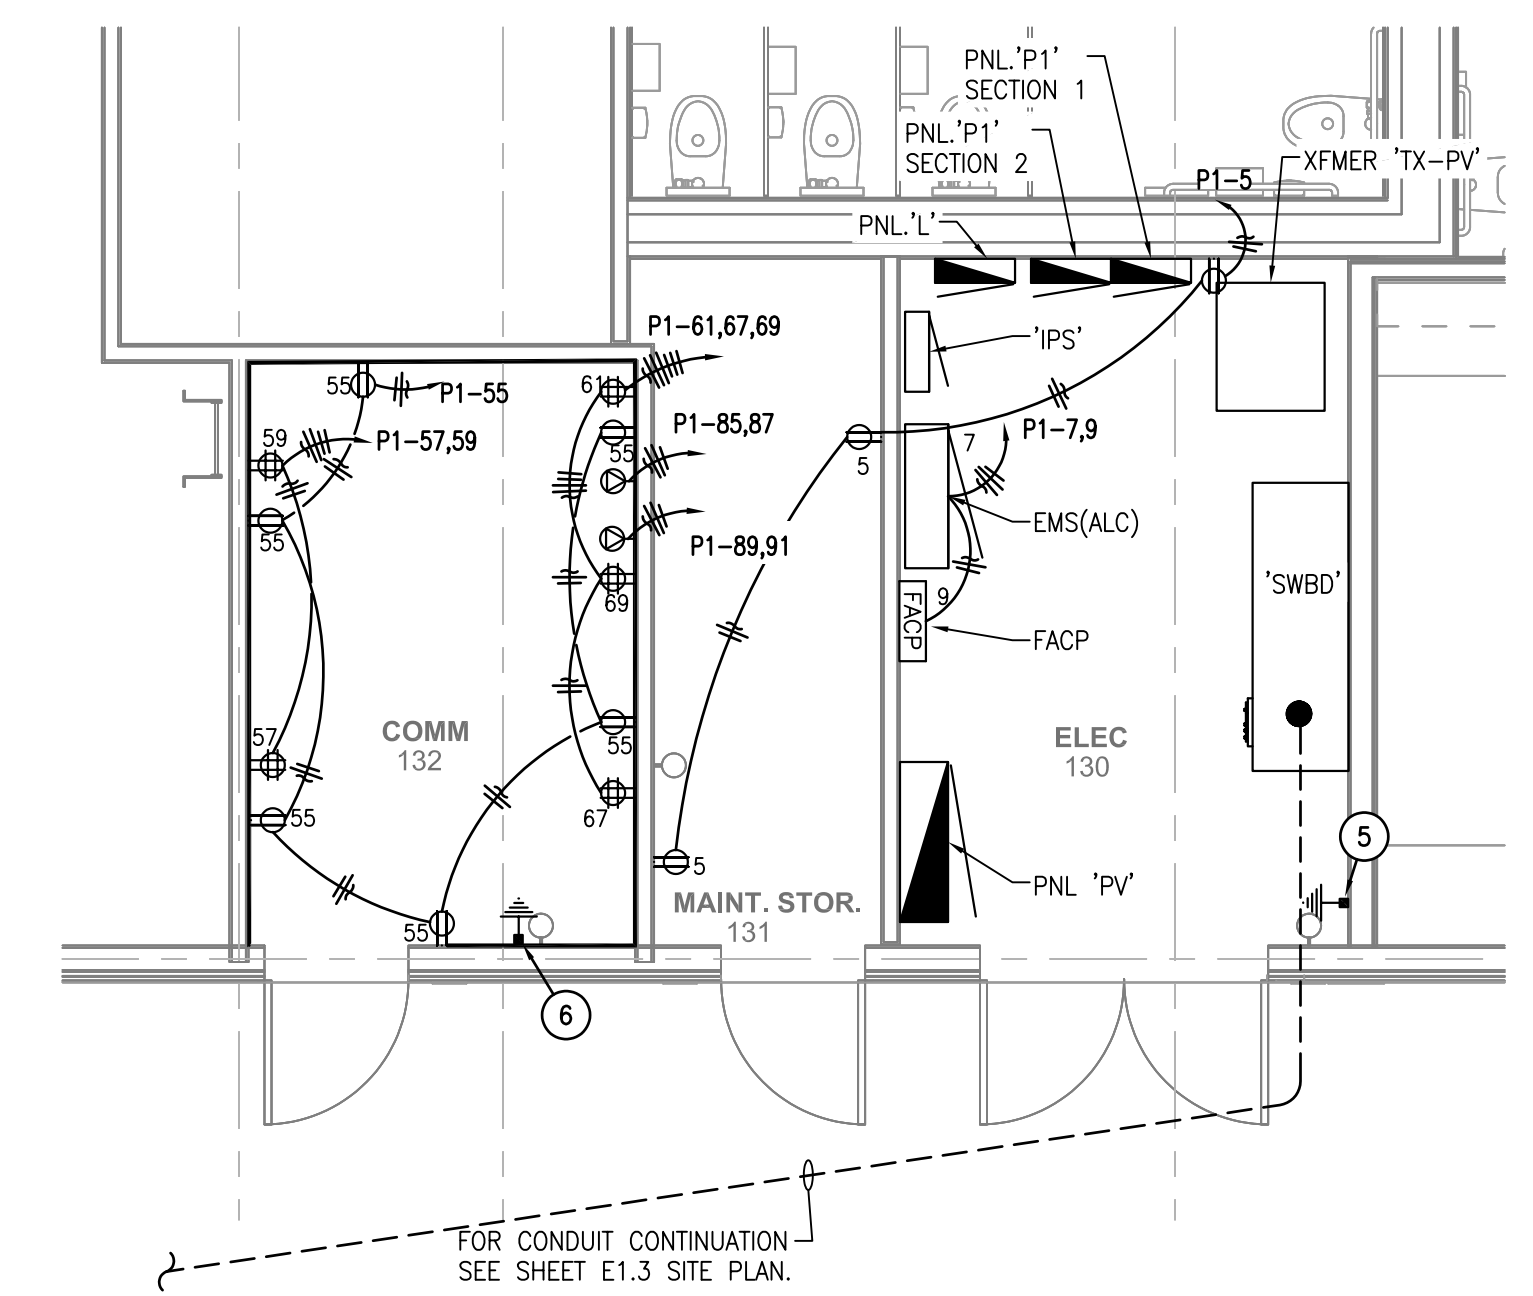 PNL.'P1'
SECTION 1
PNL.'P1'
SECTION 2
XFMER 'TX-PV'
P1-5
PNL.'L'
P1-61,67,69
'IPS'
55
61
P1-55
P1-85,87
P1-7,9
59
P1-57,59
55
5
7
55
EMS(ALC)
P1-89,91
'SWBD'
69
9
FACP
FACP
57
COMM
132
55
ELEC
130
55
67
5
5
PNL 'PV'
MAINT. STOR.
131
55
6
FOR CONDUIT CONTINUATION
SEE SHEET E1.3 SITE PLAN.